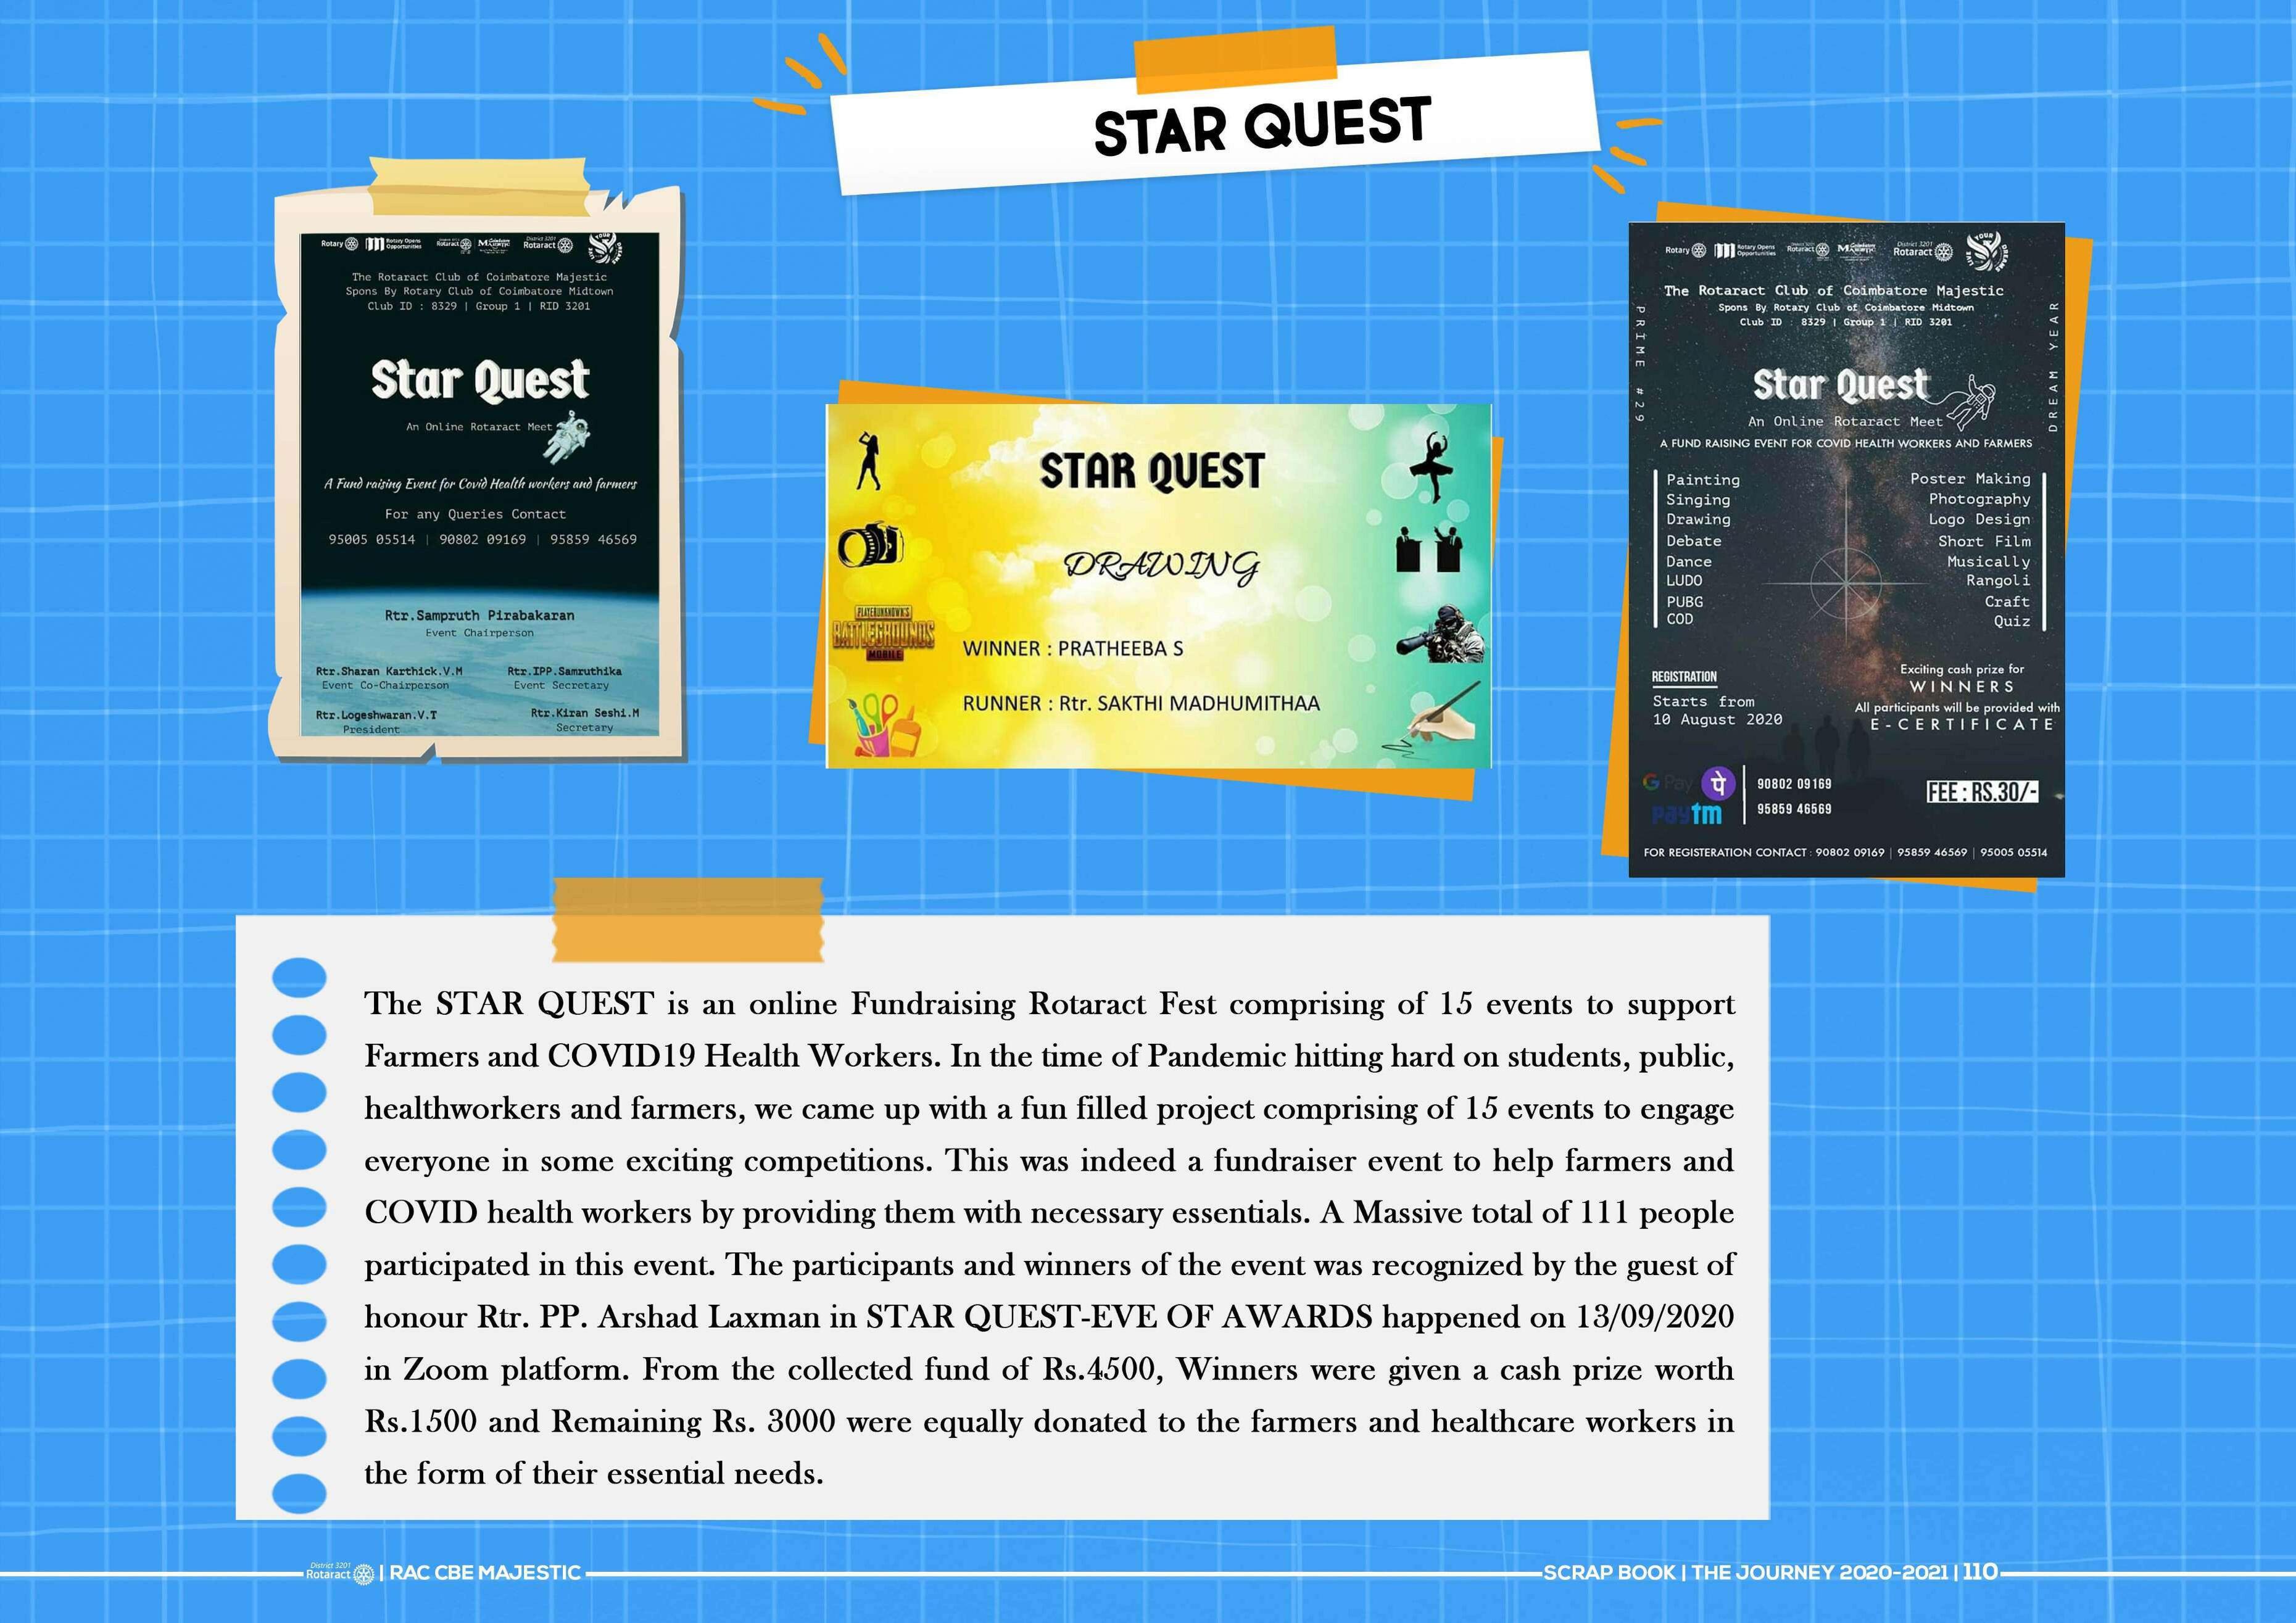 STAR QUEST
Rotary
Rotary Opens
Opportunities
Rotaract
District 3201
Rotaract
The Rotaract Club of Coimbatore Majestic
Spons By Rotary Club of Coimbatore Midtown
Club ID : 8329 | Group 1 | RID 3201
Star Quest
An Online Rotaract Meet
A Fund raising Event for Covid Health workers and farmers
For any Queries Contact
95005 05514 | 90802 09169 | 95859 46569
Rtr.Sampruth Pirabakaran
Event Chairperson
Rtr.Sharan Karthick.V.M
Event Co-Chairperson
Rtr.IPP.Samruthika
Event Secretary
Rtr.Logeshwaran.V.T
President
Rtr.Kiran Seshi.M
Secretary
STAR QUEST
DRAWING
PLAYERUNKNOWN'S
BATTLEGROUNDS
MOBILE
WINNER : PRATHEEBA S
RUNNER : Rtr. SAKTHI MADHUMITHAA
Rotary
Rotary Opens
Opportunities
Rotaract
District 3201
Rotaract
The Rotaract Club of Coimbatore Majestic
Spons By Rotary Club of Coimbatore Midtown
Club ID : 8329 | Group 1 | RID 3201
PRIME #29
DREAM YEAR
Star Quest
An Online Rotaract Meet
A FUND RAISING EVENT FOR COVID HEALTH WORKERS AND FARMERS
Painting
Singing
Drawing
Debate
Dance
LUDO
PUBG
COD
Poster Making
Photography
Logo Design
Short Film
Musically
Rangoli
Craft
Quiz
REGISTRATION
Starts from
10 August 2020
Exciting cash prize for
WINNERS
All participants will be provided with
E-CERTIFICATE
G Pay
पे
paytm
90802 09169
95859 46569
FEE : RS.30/-
FOR REGISTERATION CONTACT : 90802 09169 | 95859 46569 | 95005 05514
The STAR QUEST is an online Fundraising Rotaract Fest comprising of 15 events to support
Farmers and COVID19 Health Workers. In the time of Pandemic hitting hard on students, public,
healthworkers and farmers, we came up with a fun filled project comprising of 15 events to engage
everyone in some exciting competitions. This was indeed a fundraiser event to help farmers and
COVID health workers by providing them with necessary essentials. A Massive total of 111 people
participated in this event. The participants and winners of the event was recognized by the guest of
honour Rtr. PP. Arshad Laxman in STAR QUEST-EVE OF AWARDS happened on 13/09/2020
in Zoom platform. From the collected fund of Rs.4500, Winners were given a cash prize worth
Rs.1500 and Remaining Rs. 3000 were equally donated to the farmers and healthcare workers in
the form of their essential needs.
District 3201
Rotaract | RAC CBE MAJESTIC
SCRAP BOOK | THE JOURNEY 2020-2021 | 110